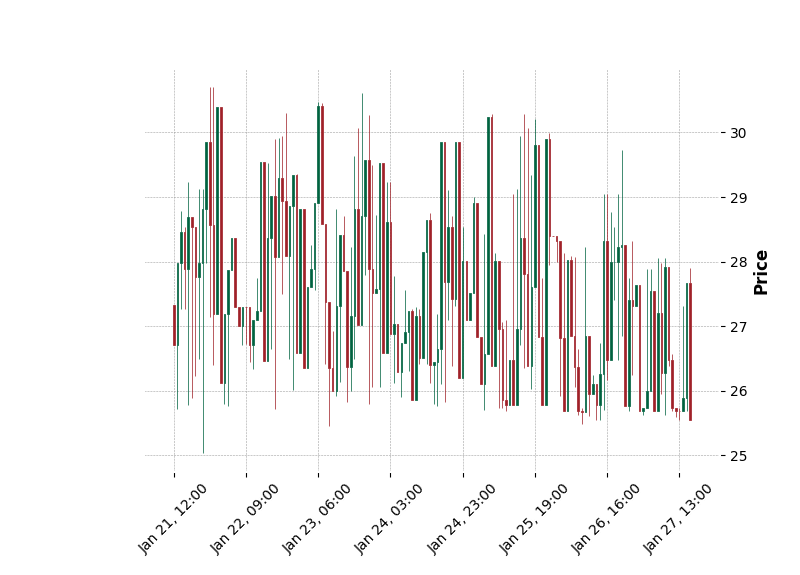 30
29
28
27
26
25
Price
Jan 21, 12:00
Jan 22, 09:00
Jan 23, 06:00
Jan 24, 03:00
Jan 24, 23:00
Jan 25, 19:00
Jan 26, 16:00
Jan 27, 13:00